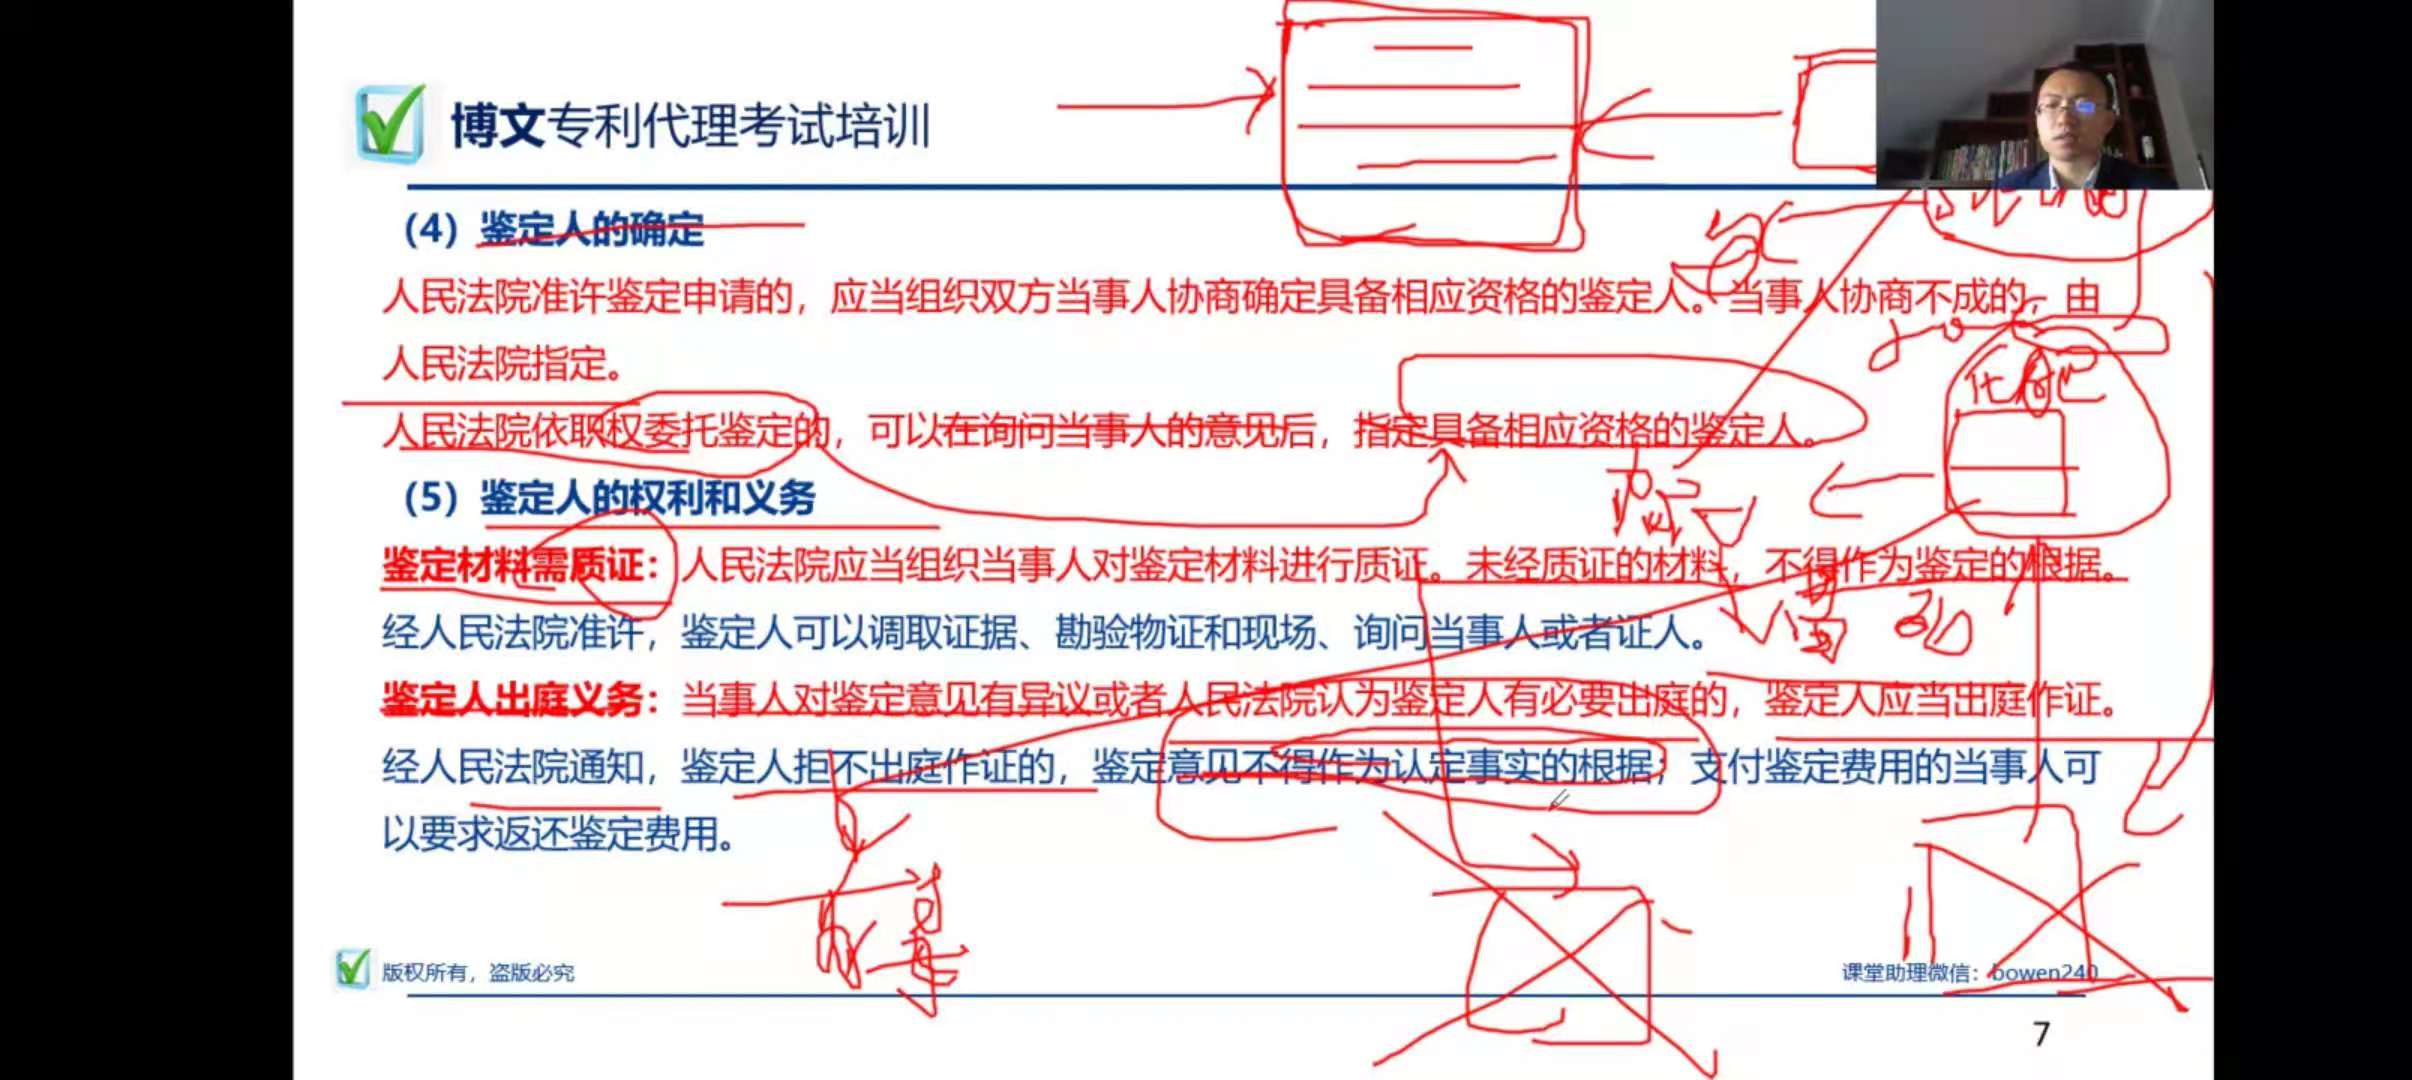 博文专利代理考试培训
（4）鉴定人的确定
人民法院准许鉴定申请的，应当组织双方当事人协商确定具备相应资格的鉴定人。当事人协商不成的，由
人民法院指定。
人民法院依职权委托鉴定的，可以在询问当事人的意见后，指定具备相应资格的鉴定人。
（5）鉴定人的权利和义务
鉴定材料需质证：人民法院应当组织当事人对鉴定材料进行质证。未经质证的材料，不得作为鉴定的根据。
经人民法院准许，鉴定人可以调取证据、勘验物证和现场、询问当事人或者证人。
鉴定人出庭义务：当事人对鉴定意见有异议或者人民法院认为鉴定人有必要出庭的，鉴定人应当出庭作证。
经人民法院通知，鉴定人拒不出庭作证的，鉴定意见不得作为认定事实的根据；支付鉴定费用的当事人可
以要求返还鉴定费用。
化肥
版权所有，盗版必究
课堂助理微信：bowen240
7